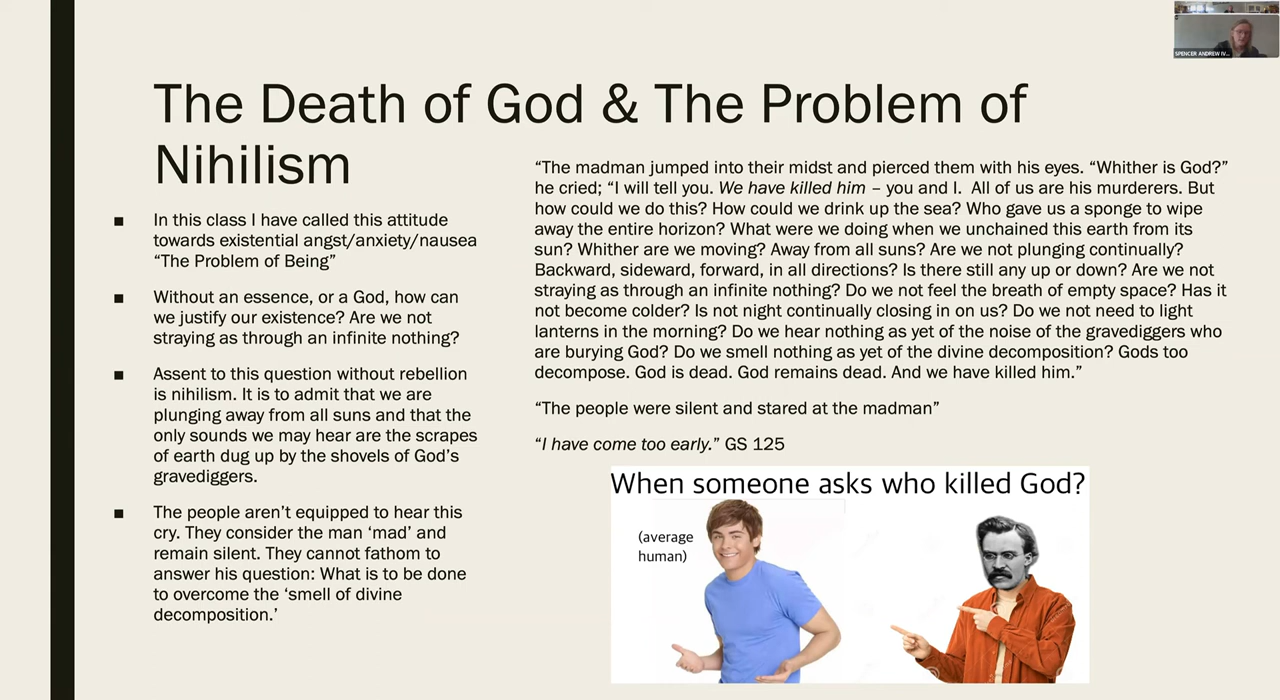 SPENCER ANDREW IV...
The Death of God & The Problem of
Nihilism
■ In this class I have called this attitude
towards existential angst/anxiety/nausea
“The Problem of Being”
■ Without an essence, or a God, how can
we justify our existence? Are we not
straying as through an infinite nothing?
■ Assent to this question without rebellion
is nihilism. It is to admit that we are
plunging away from all suns and that the
only sounds we may hear are the scrapes
of earth dug up by the shovels of God’s
gravediggers.
■ The people aren’t equipped to hear this
cry. They consider the man ‘mad’ and
remain silent. They cannot fathom to
answer his question: What is to be done
to overcome the ‘smell of divine
decomposition.’
“The madman jumped into their midst and pierced them with his eyes. “Whither is God?”
he cried; “I will tell you. We have killed him – you and I.  All of us are his murderers. But
how could we do this? How could we drink up the sea? Who gave us a sponge to wipe
away the entire horizon? What were we doing when we unchained this earth from its
sun? Whither are we moving? Away from all suns? Are we not plunging continually?
Backward, sideward, forward, in all directions? Is there still any up or down? Are we not
straying as through an infinite nothing? Do we not feel the breath of empty space? Has it
not become colder? Is not night continually closing in on us? Do we not need to light
lanterns in the morning? Do we hear nothing as yet of the noise of the gravediggers who
are burying God? Do we smell nothing as yet of the divine decomposition? Gods too
decompose. God is dead. God remains dead. And we have killed him.”
“The people were silent and stared at the madman”
“I have come too early.” GS 125
When someone asks who killed God?
(average
human)